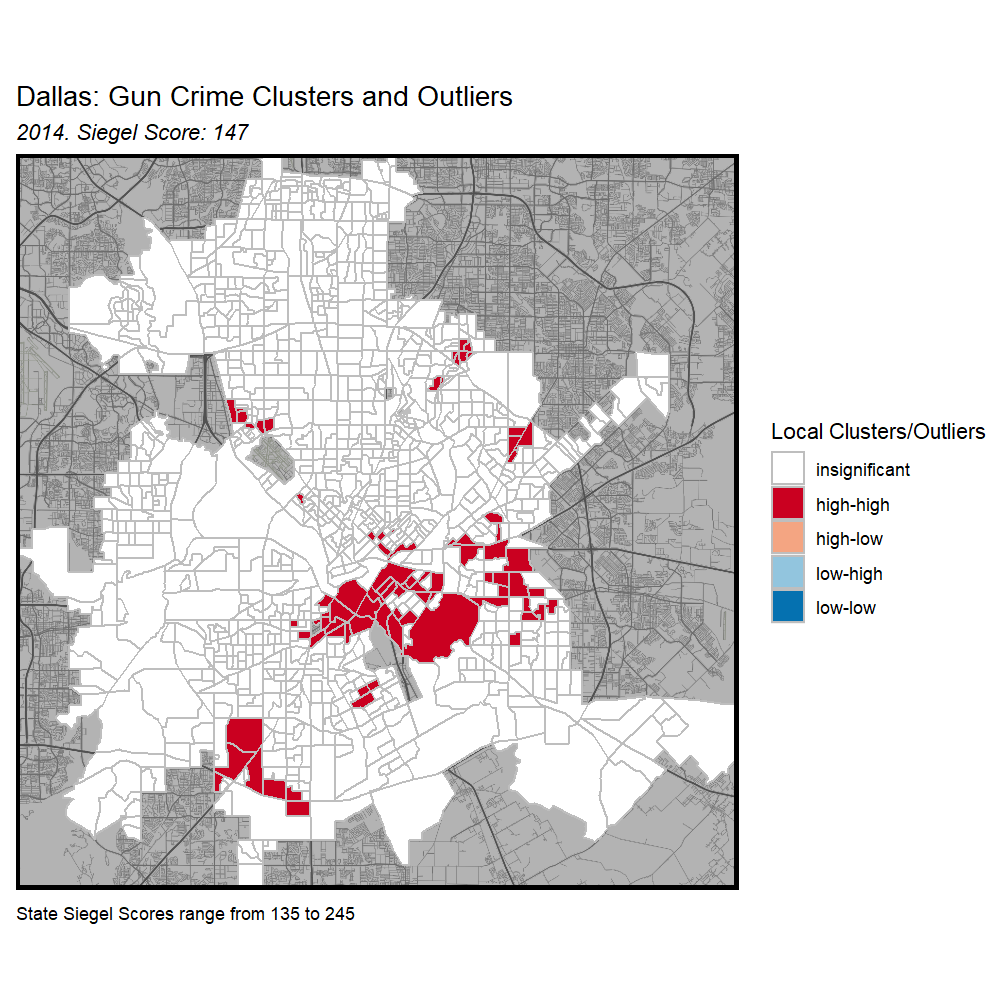 Dallas: Gun Crime Clusters and Outliers
2014. Siegel Score: 147
Local Clusters/Outliers
insignificant
high-high
high-low
low-high
low-low
State Siegel Scores range from 135 to 245